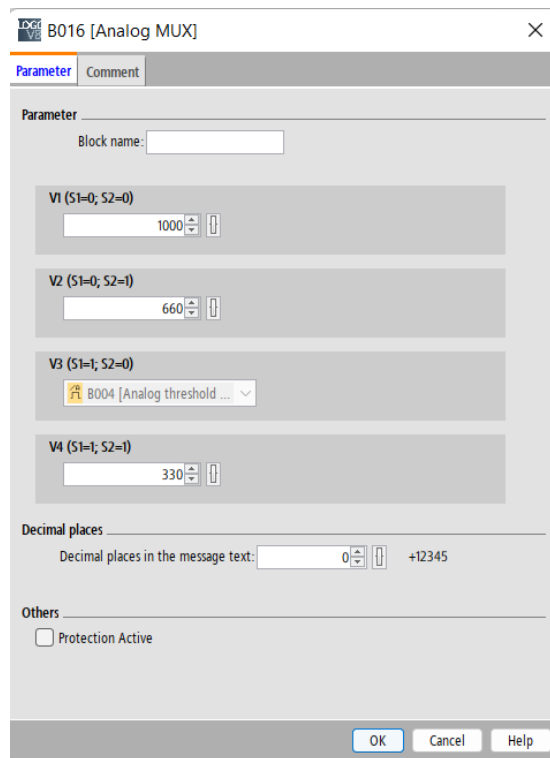 LOGO V8 B016 [Analog MUX]
Parameter Comment
Parameter
Block name:
V1 (S1=0; S2=0)
1000
V2 (S1=0; S2=1)
660
V3 (S1=1; S2=0)
B004 [Analog threshold ...
V4 (S1=1; S2=1)
330
Decimal places
Decimal places in the message text: 0 +12345
Others
Protection Active
OK Cancel Help